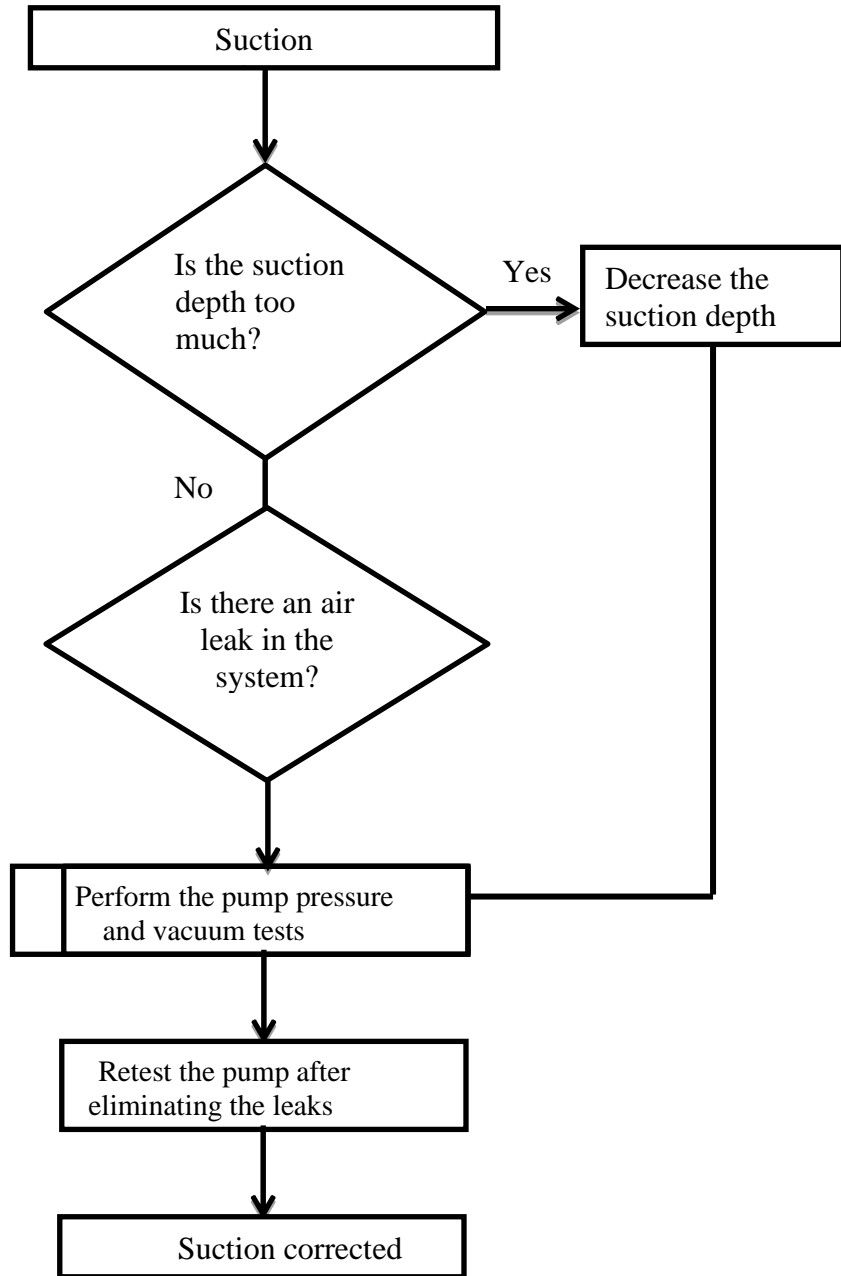 Suction
Is the suction
depth too
much?
Yes
Decrease the
suction depth
No
Is there an air
leak in the
system?
Perform the pump pressure
and vacuum tests
Retest the pump after
eliminating the leaks
Suction corrected